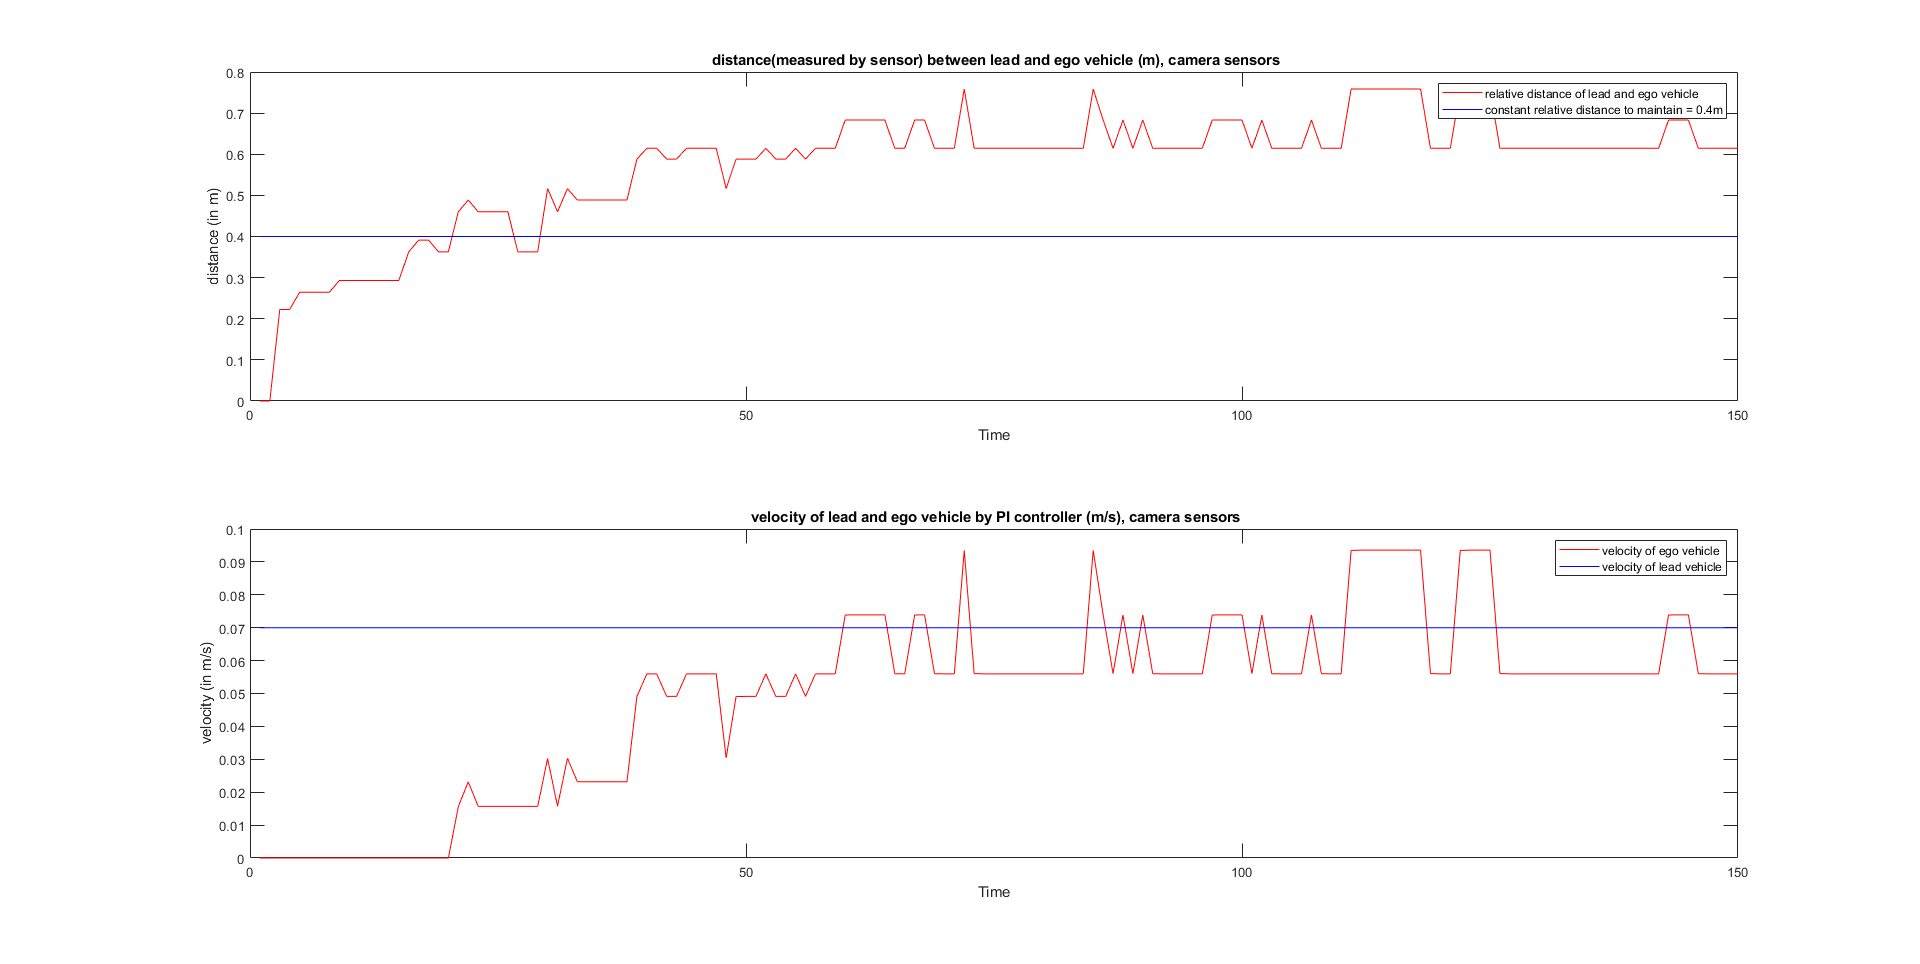 distance(measured by sensor) between lead and ego vehicle (m), camera sensors
0.8
0.7
0.6
0.5
0.4
0.3
0.2
0.1
0
distance (in m)
relative distance of lead and ego vehicle
constant relative distance to maintain = 0.4m
0 50 100 150
Time
velocity of lead and ego vehicle by PI controller (m/s), camera sensors
0.1
0.09
0.08
0.07
0.06
0.05
0.04
0.03
0.02
0.01
0
velocity (in m/s)
velocity of ego vehicle
velocity of lead vehicle
0 50 100 150
Time